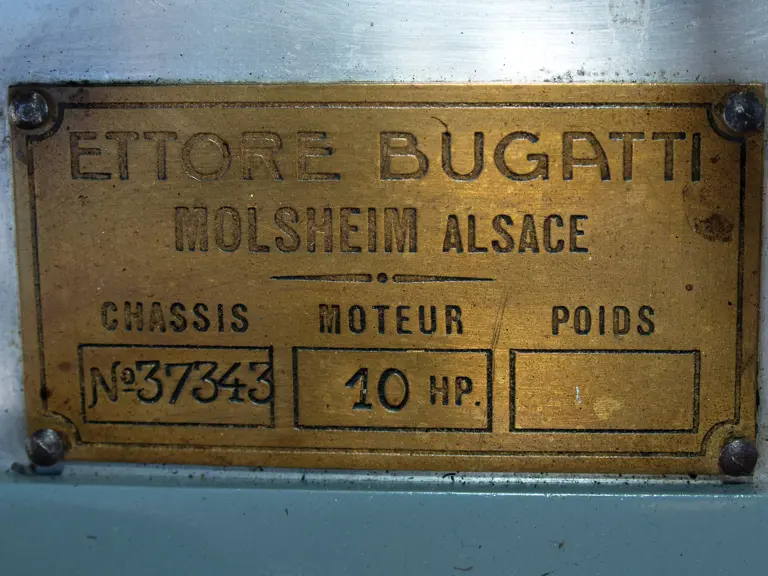 ETTORE BUGATTI
MOLSHEIM ALSACE
CHASSIS MOTEUR POIDS
Nº37343 10 HP.